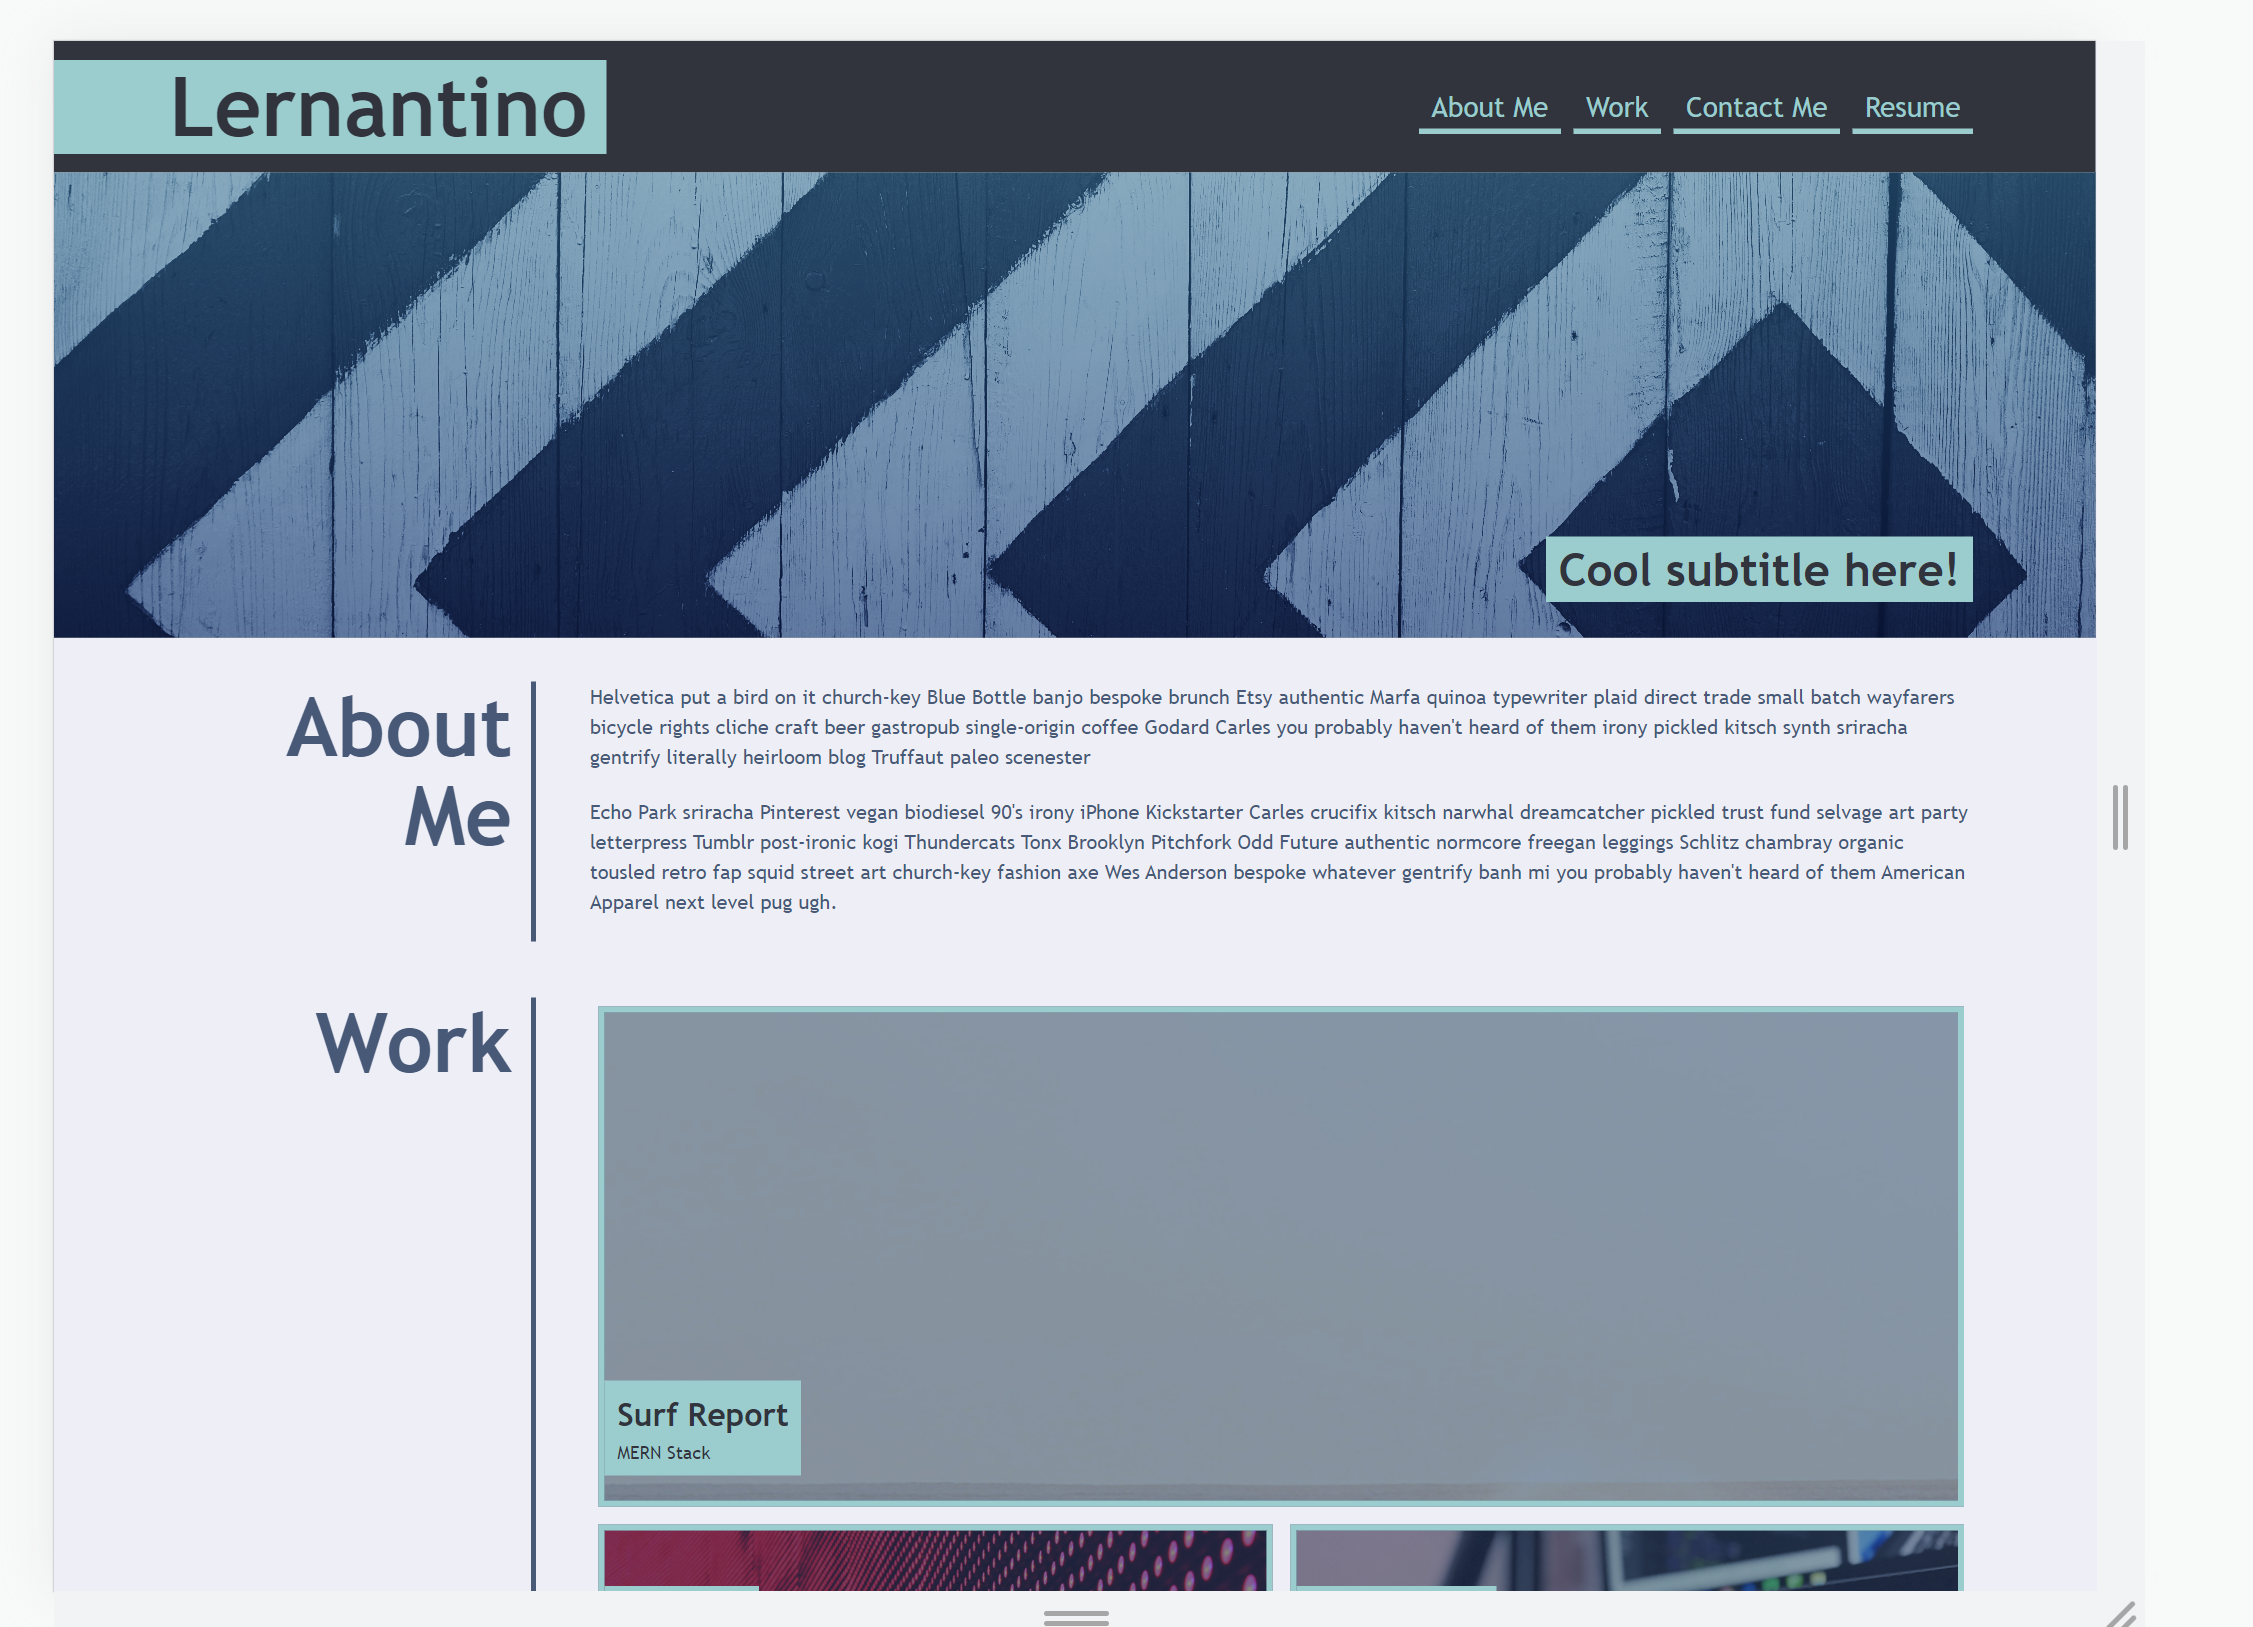 Lernantino
About Me Work Contact Me Resume
Cool subtitle here!
About
Me
Helvetica put a bird on it church-key Blue Bottle banjo bespoke brunch Etsy authentic Marfa quinoa typewriter plaid direct trade small batch wayfarers
bicycle rights cliche craft beer gastropub single-origin coffee Godard Carles you probably haven't heard of them irony pickled kitsch synth sriracha
gentrify literally heirloom blog Truffaut paleo scenester
Echo Park sriracha Pinterest vegan biodiesel 90's irony iPhone Kickstarter Carles crucifix kitsch narwhal dreamcatcher pickled trust fund selvage art party
letterpress Tumblr post-ironic kogi Thundercats Tonx Brooklyn Pitchfork Odd Future authentic normcore freegan leggings Schlitz chambray organic
tousled retro fap squid street art church-key fashion axe Wes Anderson bespoke whatever gentrify banh mi you probably haven't heard of them American
Apparel next level pug ugh.
Work
Surf Report
MERN Stack